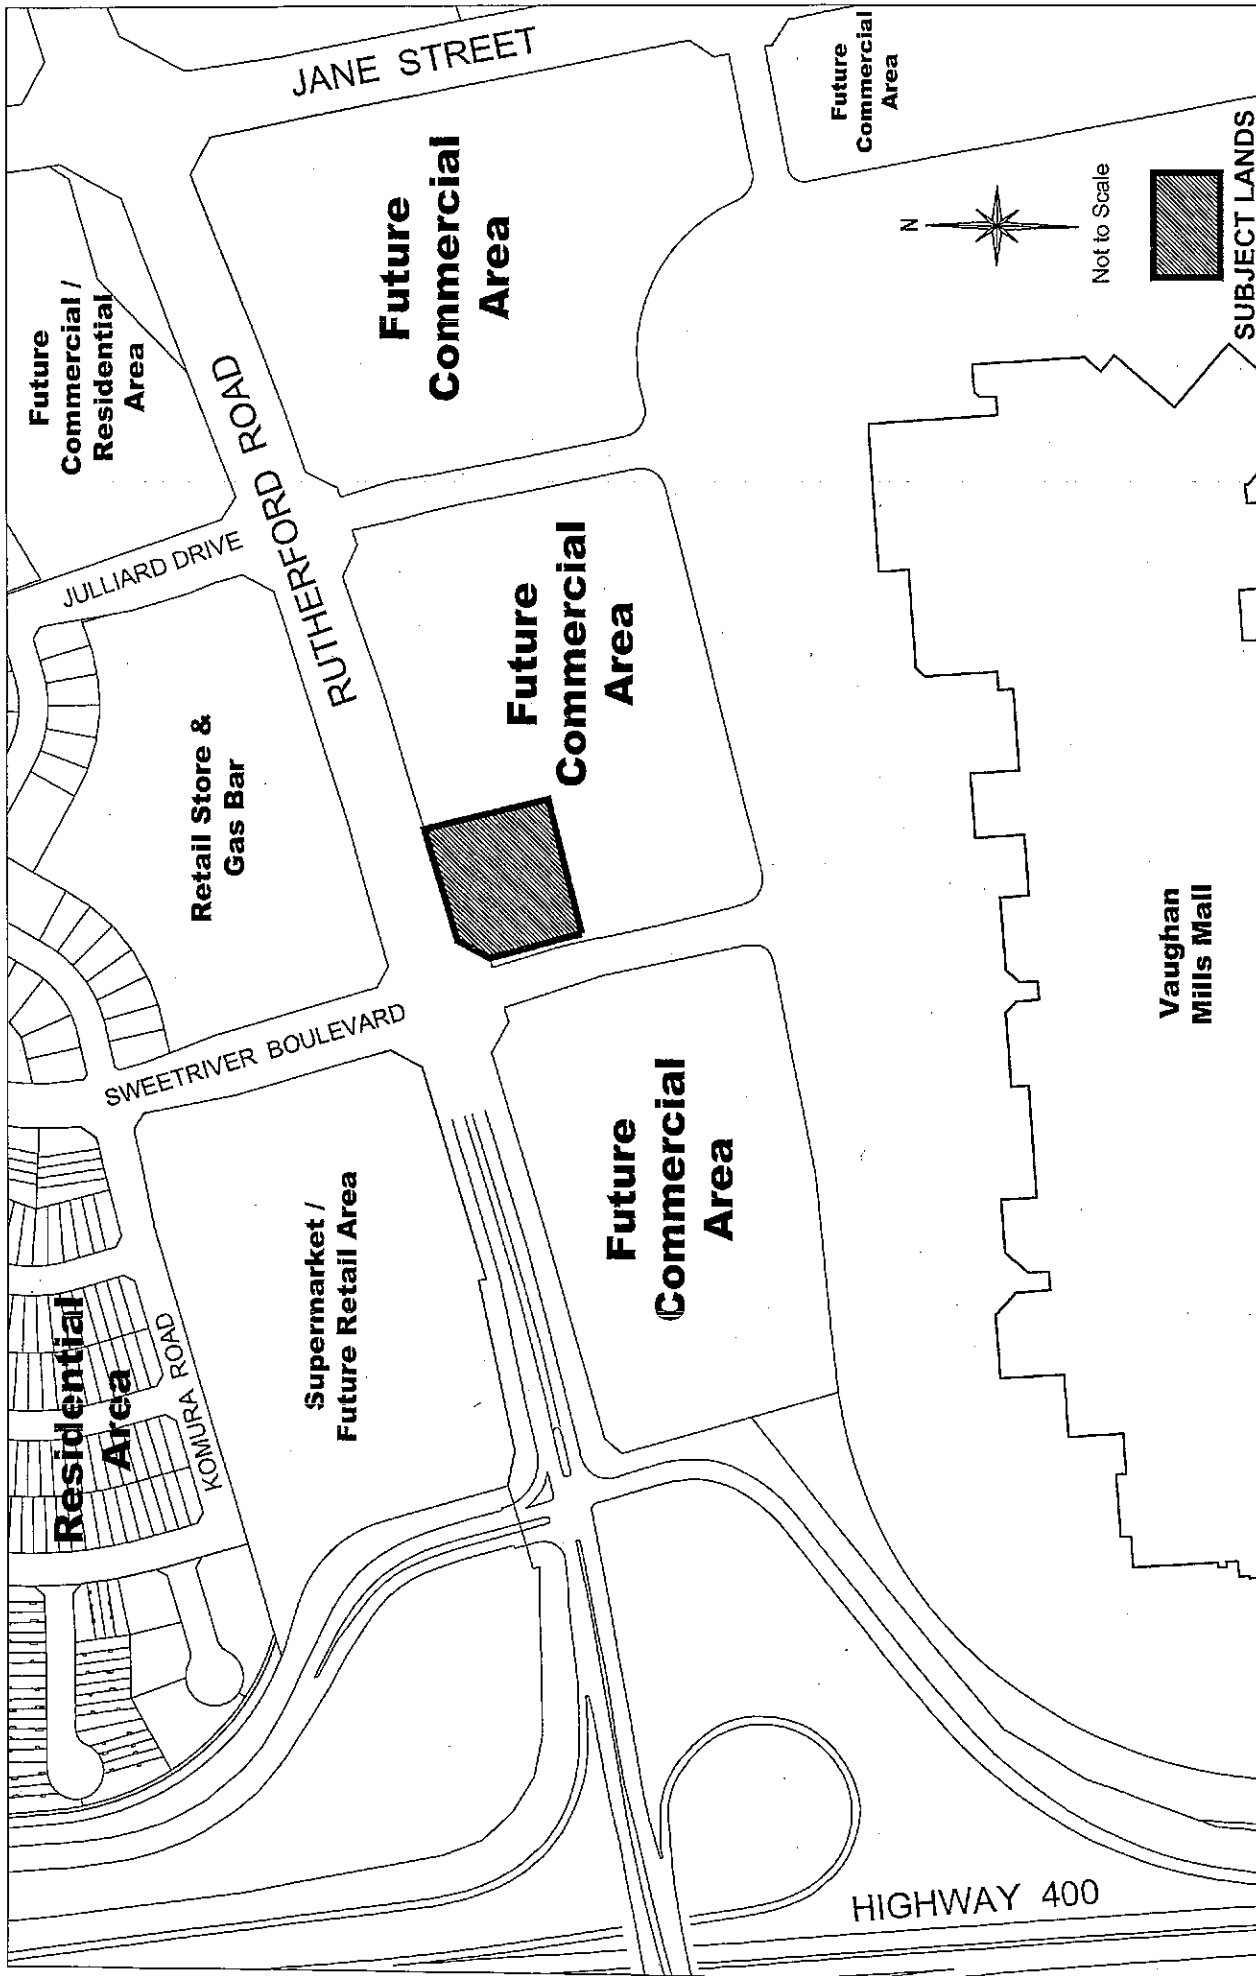 Residential
Area
KOMURA ROAD
SWEETRIVER BOULEVARD
JULLIARD DRIVE
Future
Commercial /
Residential
Area
JANE STREET
Supermarket /
Future Retail Area
Retail Store &
Gas Bar
RUTHERFORD ROAD
Future
Commercial
Area
Future
Commercial
Area
Future
Commercial
Area
Future
Commercial
Area
HIGHWAY 400
Vaughan
Mills Mall
N
Not to Scale
SUBJECT LANDS